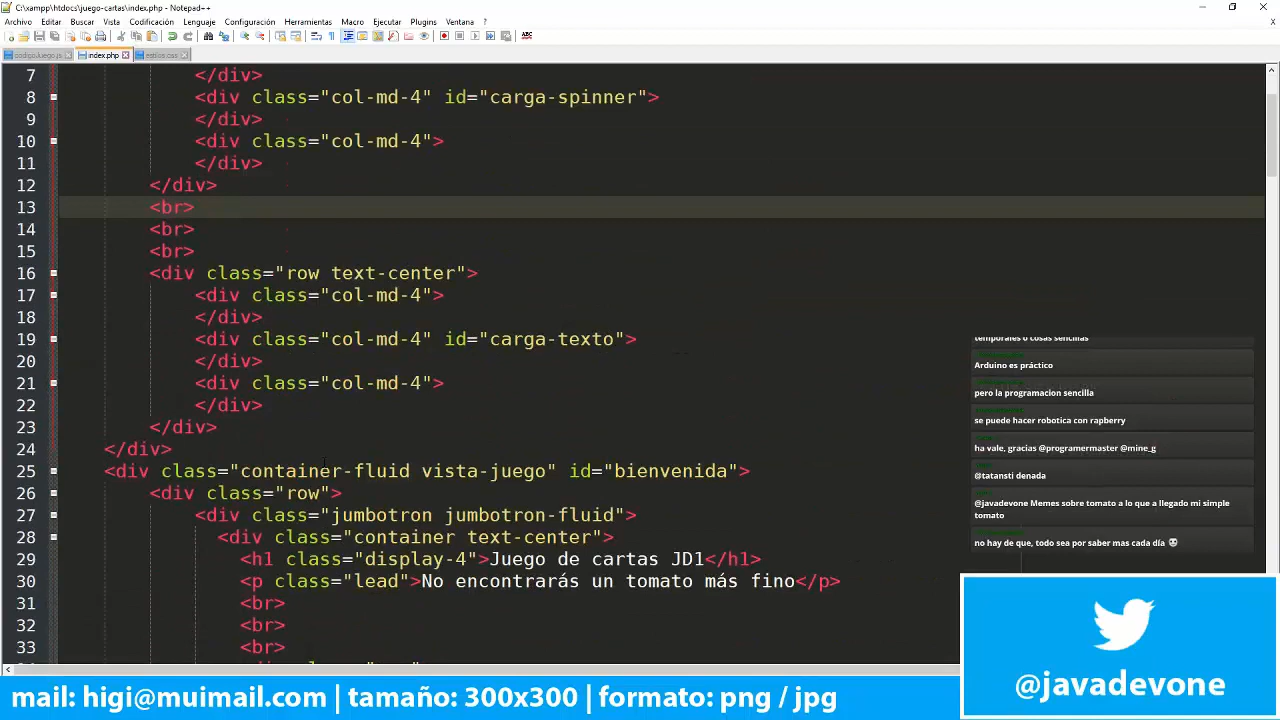 C:\xampp\htdocs\juego-cartas\index.php - Notepad++
Archivo Editar Buscar Vista Codificación Lenguaje Configuración Herramientas Macro Ejecutar Plugins Ventana ?
index.php
estilos.css
7 </div>
8 <div class="col-md-4" id="carga-spinner">
9 </div>
10 <div class="col-md-4">
11 </div>
12 </div>
13 <br>
14 <br>
15 <br>
16 <div class="row text-center">
17 <div class="col-md-4">
18 </div>
19 <div class="col-md-4" id="carga-texto">
20 </div>
21 <div class="col-md-4">
22 </div>
23 </div>
24 </div>
25 <div class="container-fluid vista-juego" id="bienvenida">
26 <div class="row">
27 <div class="jumbotron jumbotron-fluid">
28 <div class="container text-center">
29 <h1 class="display-4">Juego de cartas JD1</h1>
30 <p class="lead">No encontrarás un tomato más fino</p>
31 <br>
32 <br>
33 <br>
temporales o cosas sencillas
Arduino es práctico
pero la programacion sencilla
se puede hacer robotica con rapberry
ha vale, gracias @programermaster @mine_g
@tatansti denada
@javadevone Memes sobre tomato a lo que a llegado mi simple
tomato
no hay de que, todo sea por saber mas cada día
@javadevone
mail: higi@muimail.com | tamaño: 300x300 | formato: png / jpg